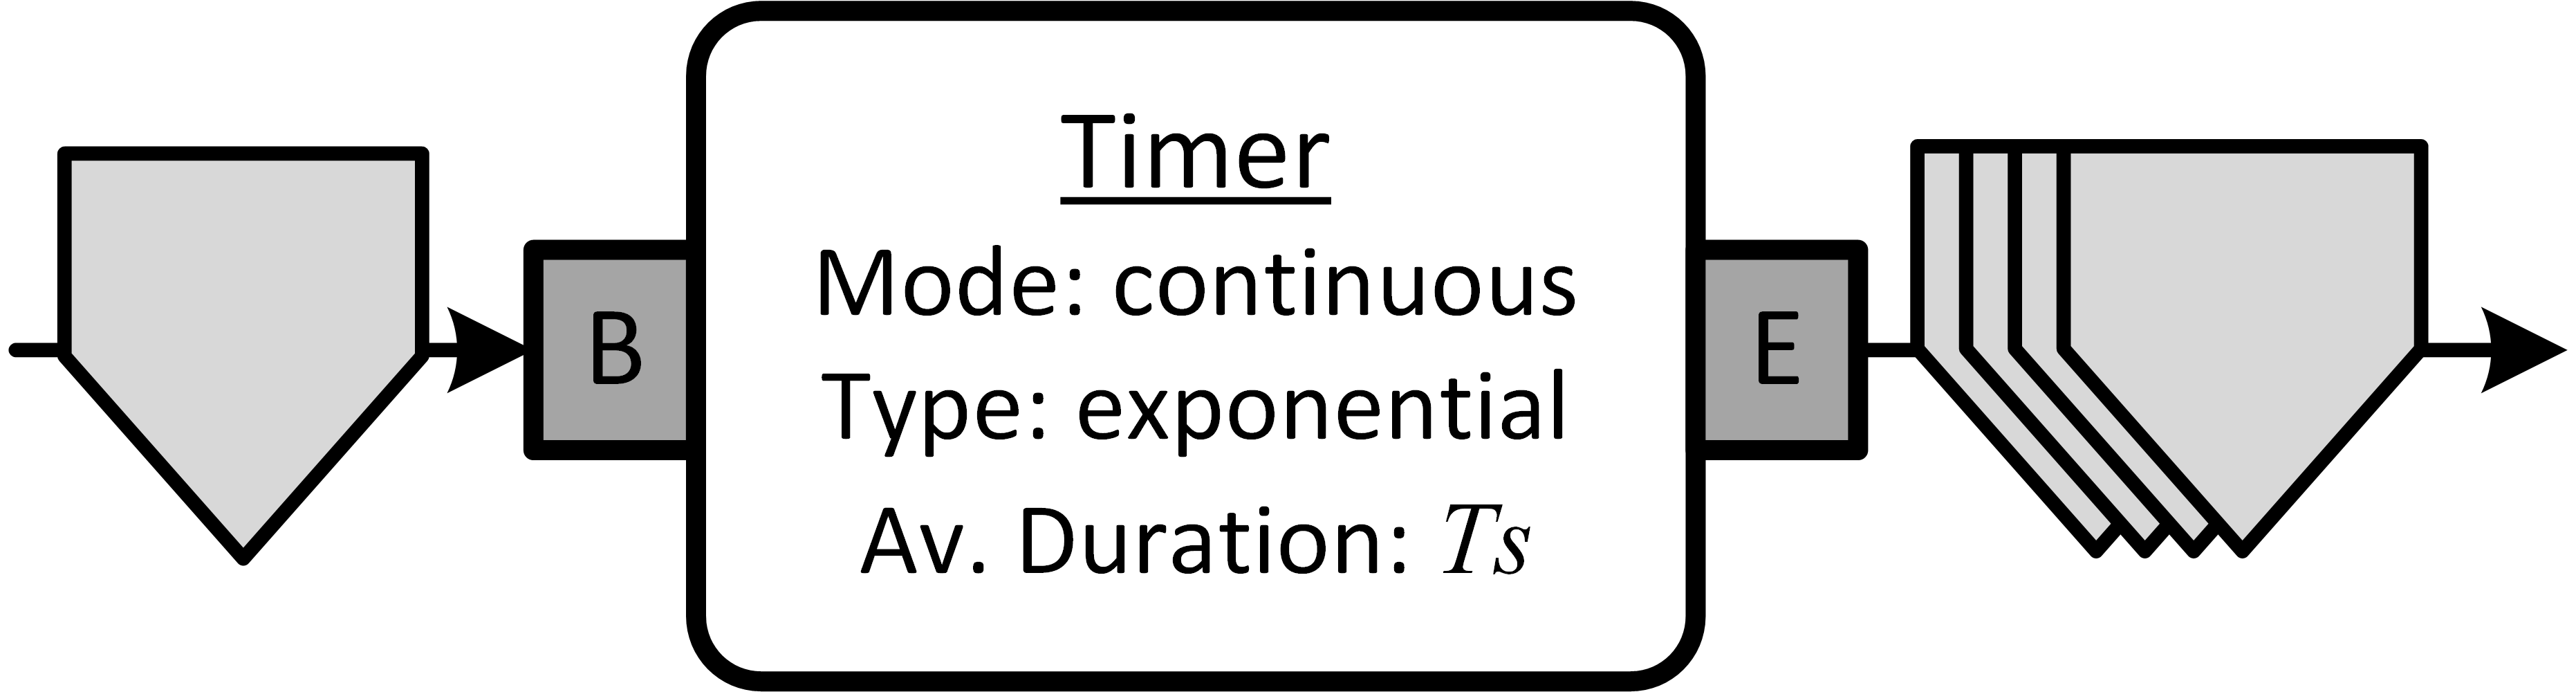 Timer
Mode: continuous
B
E
Type: exponential
Av. Duration: Ts